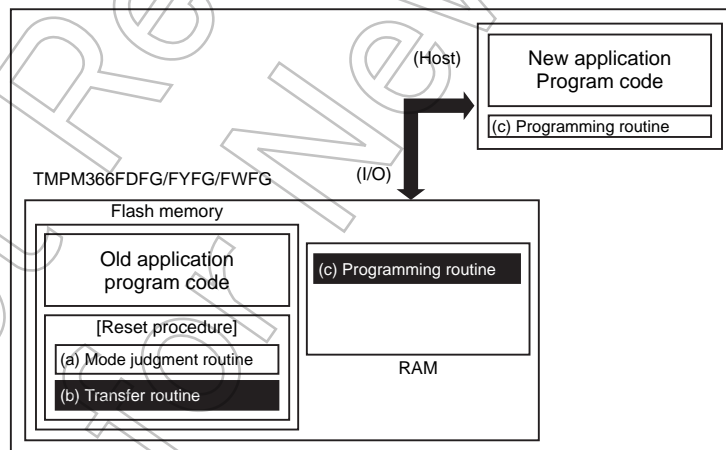 (Host)
New application
Program code
(c) Programming routine
(I/O)
TMPM366FDFG/FYFG/FWFG
Flash memory
Old application
program code
[Reset procedure]
(a) Mode judgment routine
(b) Transfer routine
(c) Programming routine
RAM